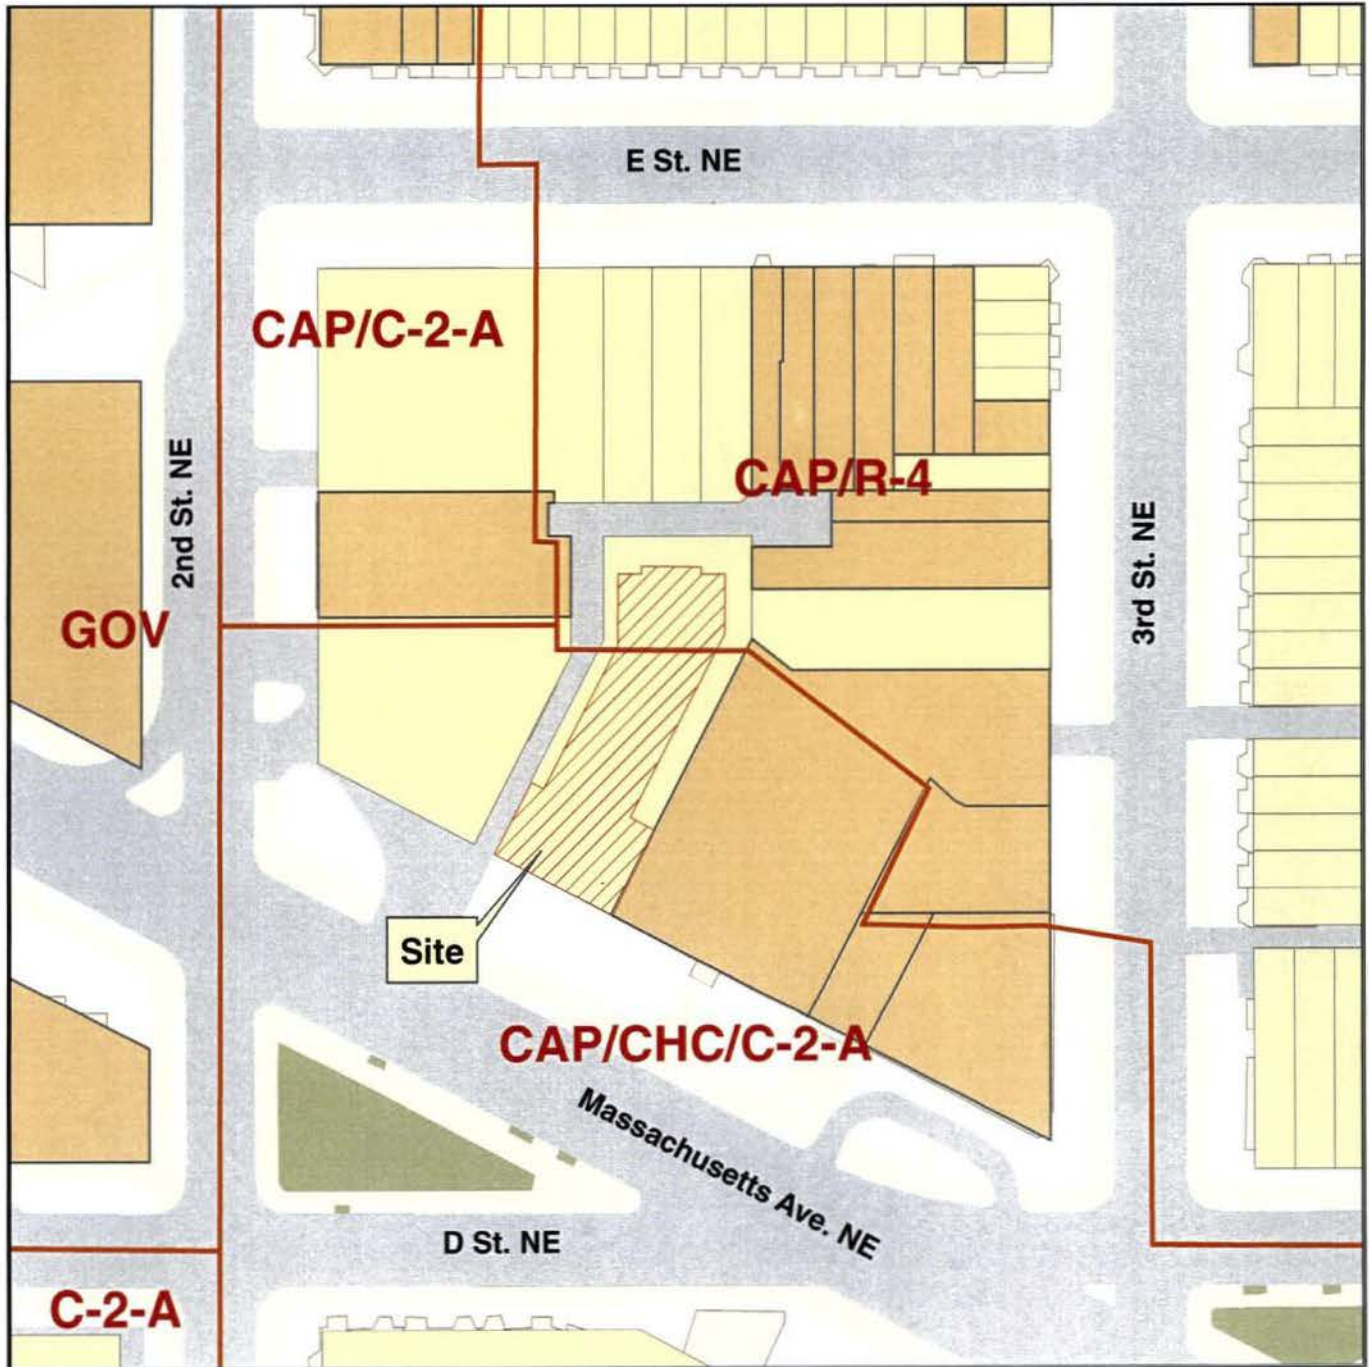 E St. NE
CAP/C-2-A
2nd St. NE
CAP/R-4
3rd St. NE
GOV
Site
CAP/CHC/C-2-A
Massachusetts Ave. NE
D St. NE
C-2-A